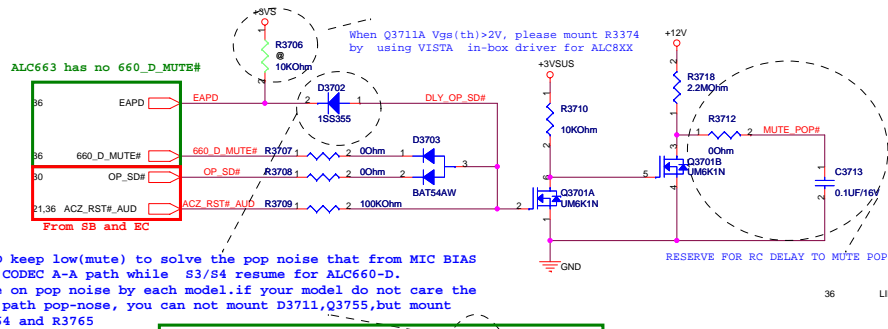 +3VS
When Q3711A Vgs(th)>2V, please mount R3374
by using VISTA in-box driver for ALC8XX
+12V
R3706
@
10KOhm
ALC663 has no 660_D_MUTE#
+3VSUS
R3718
2.2MOhm
D3702
1SS355
36 EAPD EAPD 2 1 DLY_OP_SD#
R3710
10KOhm
R3712
0Ohm
MUTE_POP#
36 660_D_MUTE# 660_D_MUTE# R3707 1 2 0Ohm 1
D3703
3
BAT54AW
30 OP_SD# OP_SD# R3708 1 2 0Ohm 2
21,36 ACZ_RST#_AUD ACZ_RST#_AUD R3709 1 2 100KOhm
2 Q3701A
UM6K1N
6
1
5 Q3701B
UM6K1N
3
4
C3713
0.1UF/16V
1
2
From SB and EC
GND
RESERVE FOR RC DELAY TO MUTE POP
keep low(mute) to solve the pop noise that from MIC BIAS
CODEC A-A path while S3/S4 resume for ALC660-D.
on pop noise by each model.if your model do not care the
path pop-nose, you can not mount D3711,Q3755,but mount
and R3765
36